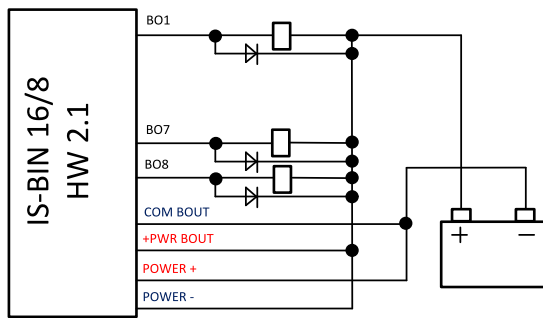 IS-BIN 16/8
HW 2.1
BO1
BO7
BO8
COM BOUT
+PWR BOUT
POWER +
POWER -
+ −